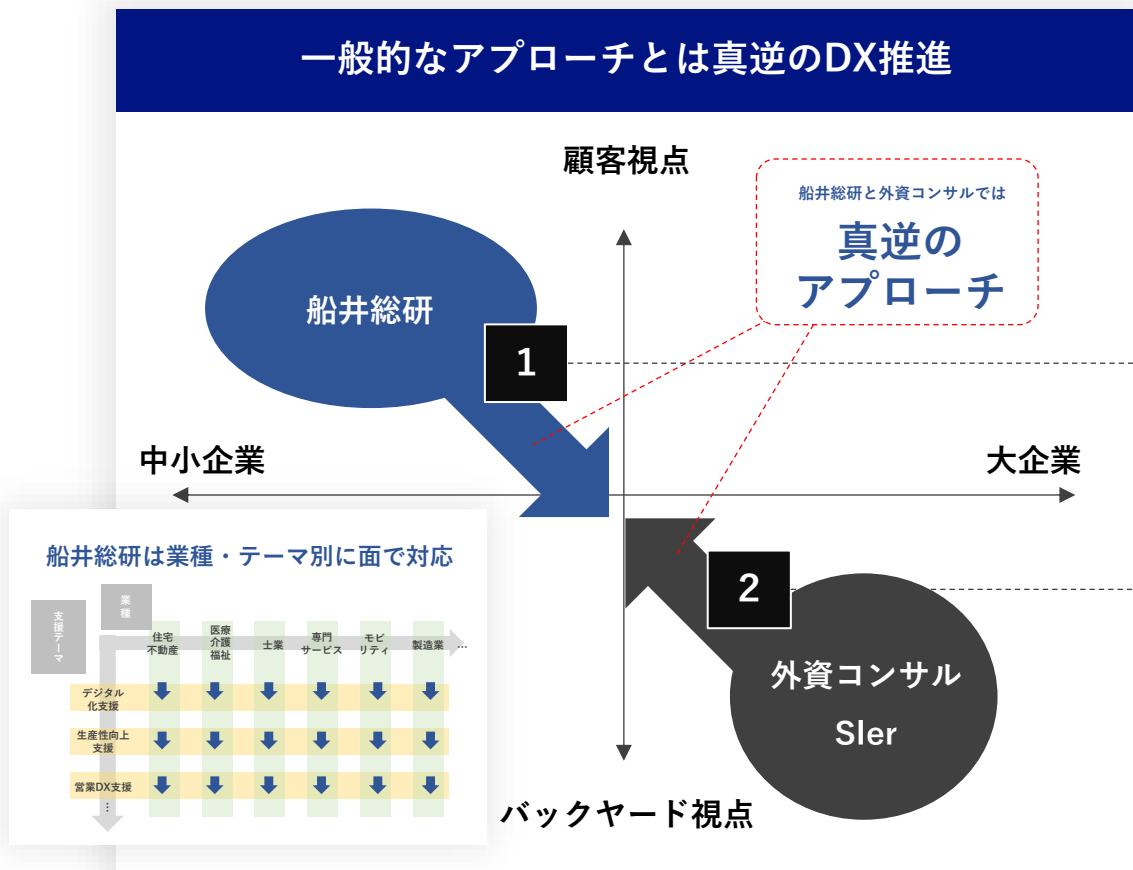 一般的なアプローチとは真逆のDX推進
顧客視点
船井総研と外資コンサルでは
真逆の
アプローチ
船井総研
1
中小企業
大企業
船井総研は業種・テーマ別に面で対応
業種
支援テーマ
住宅
不動産
医療
介護
福祉
士業
専門
サービス
モビ
リティ
製造業
…
デジタル
化支援
生産性向上
支援
営業DX支援
…
2
外資コンサル
SIer
バックヤード視点